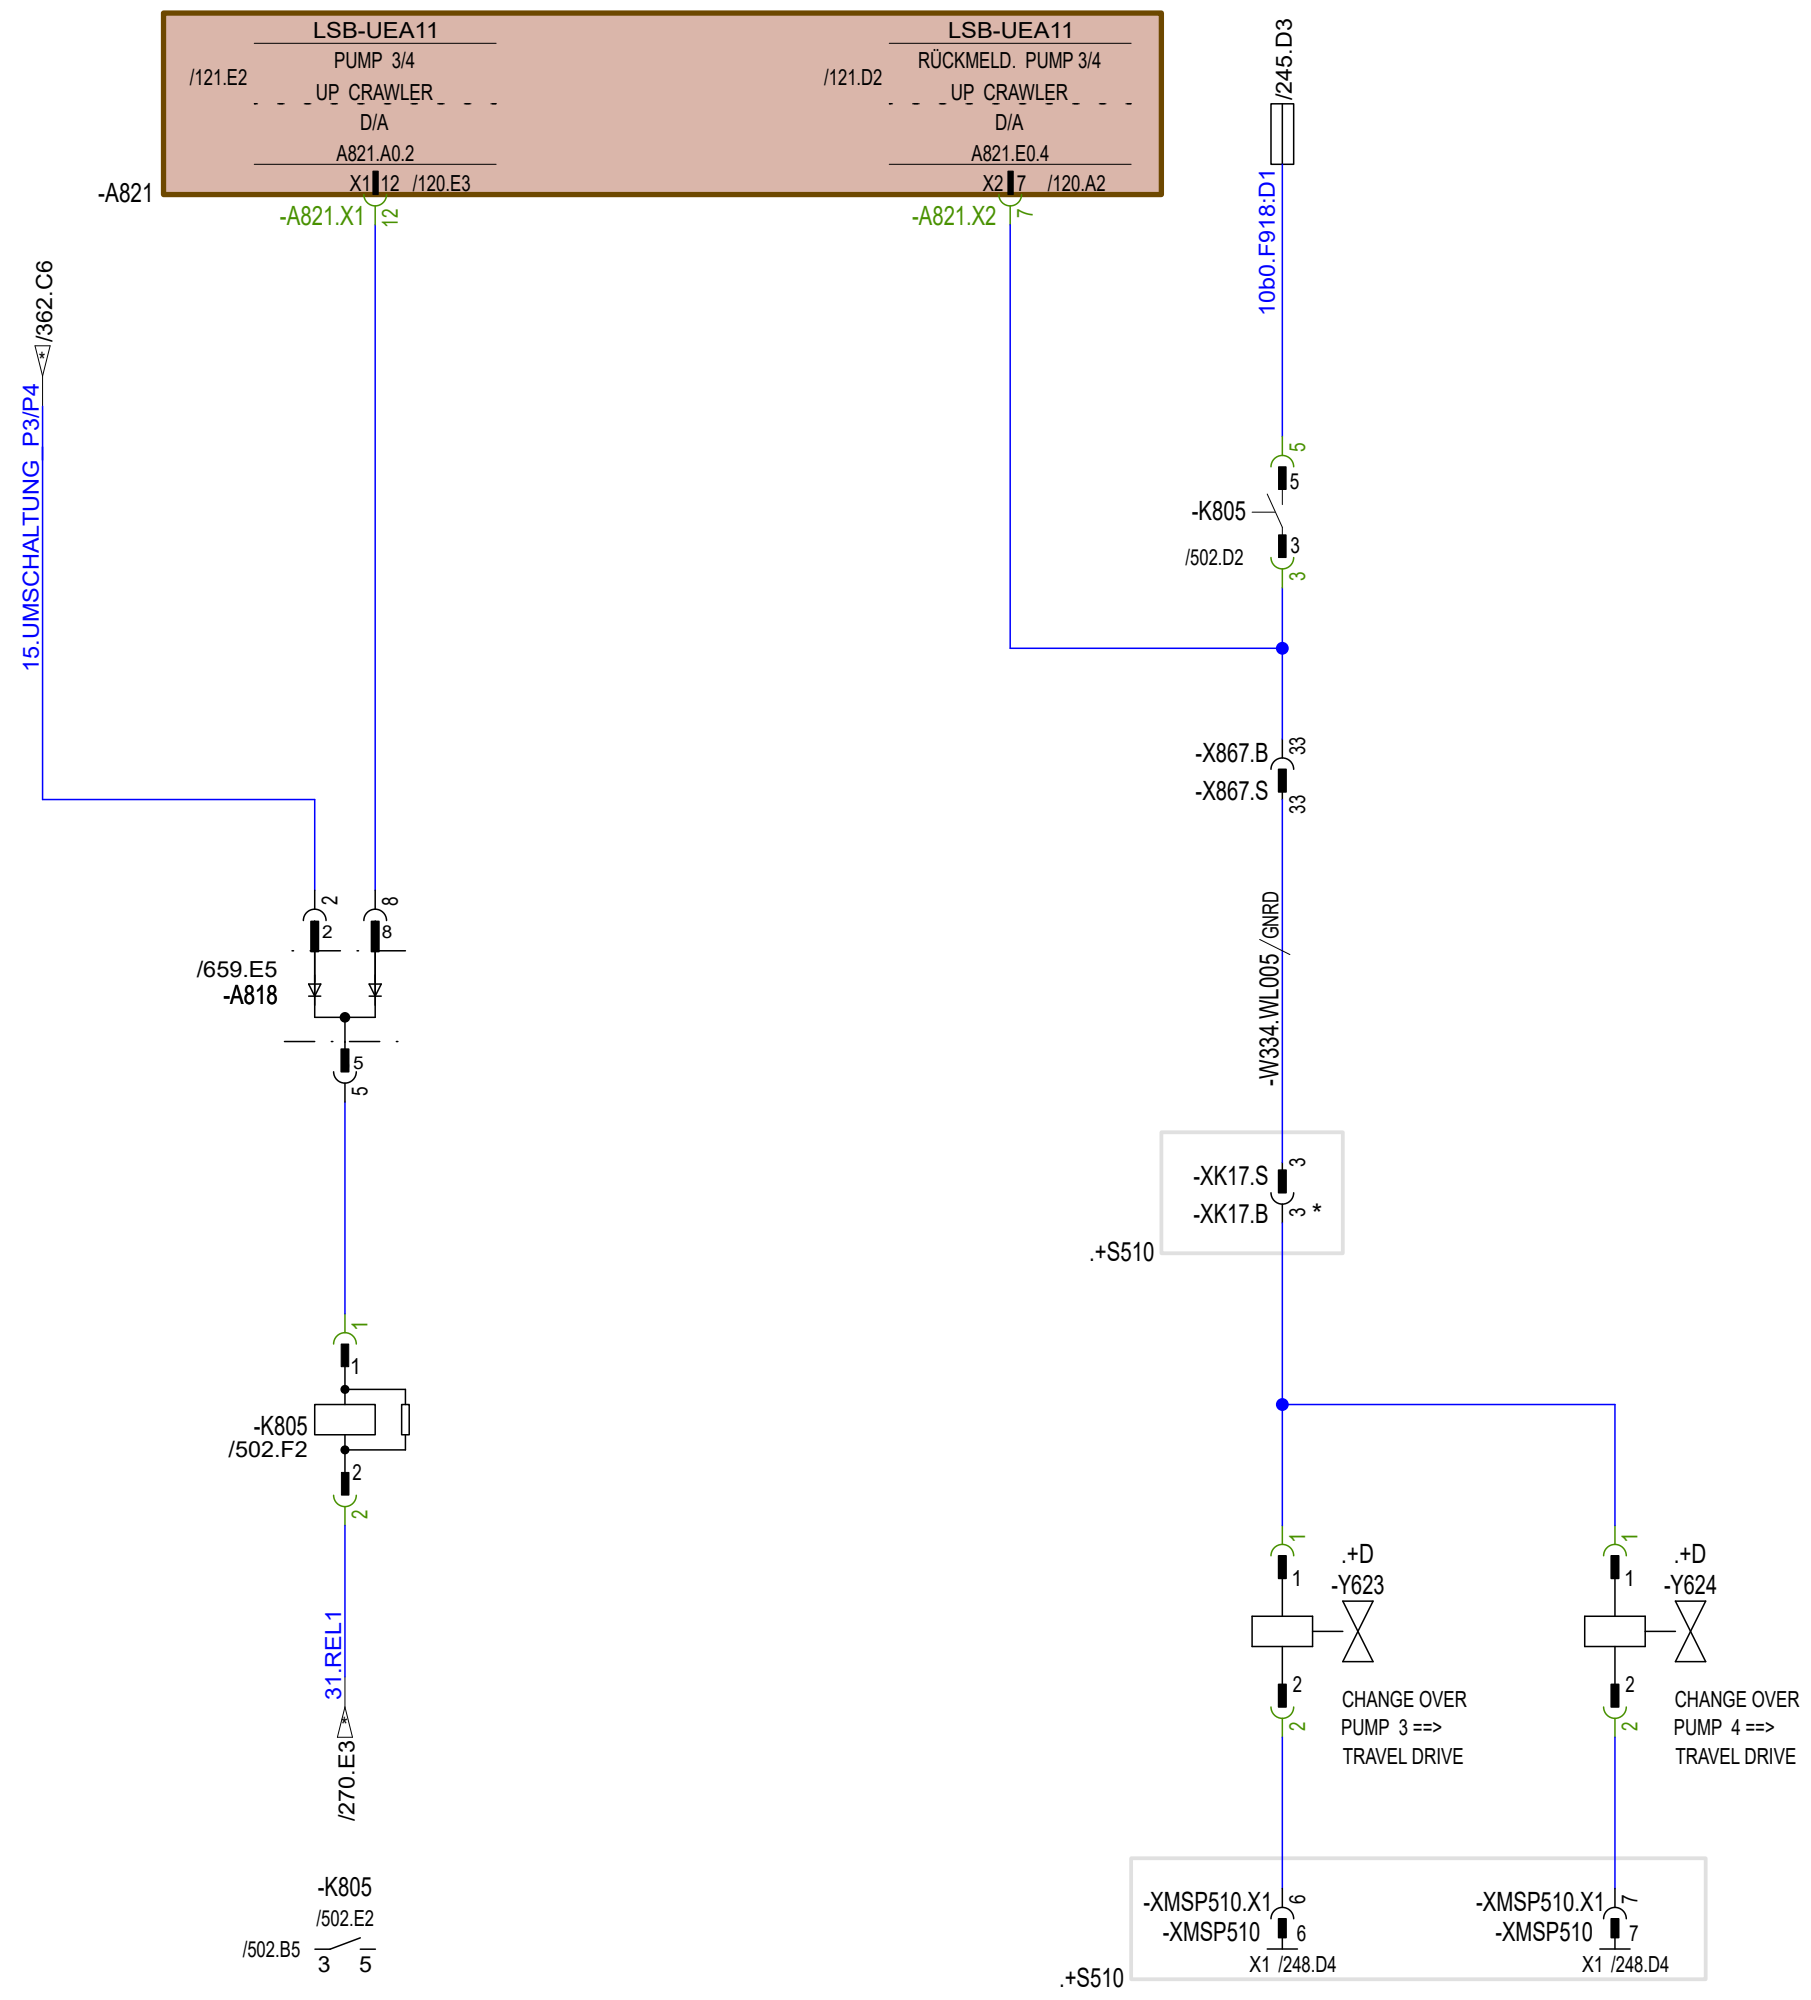 LSB-UEA11
PUMP 3/4
/121.E2
UP CRAWLER
D/A
A821.A0.2
X1 12 /120.E3
LSB-UEA11
RÜCKMELD. PUMP 3/4
/121.D2
UP CRAWLER
D/A
A821.E0.4
X2 7 /120.A2
-A821
-A821.X1 12
-A821.X2 7
/245.D3
10b0.F918:D1
/362.C6
*
15.UMSCHALTUNG P3/P4
5
5
-K805
3
/502.D2
3
-X867.B 33
-X867.S 33
-W334.WL005 /GNRD
2
8
2
8
/659.E5
-A818
5
5
-XK17.S 3
-XK17.B 3 *
.+S510
1
1
-K805
/502.F2
2
2
31.REL1
*
/270.E3
-K805
/502.E2
/502.B5
3 5
1
1
.+D
-Y623
2
2
CHANGE OVER
PUMP 3 ==>
TRAVEL DRIVE
1
1
.+D
-Y624
2
2
CHANGE OVER
PUMP 4 ==>
TRAVEL DRIVE
-XMSP510.X1 6
-XMSP510 6
X1 /248.D4
-XMSP510.X1 7
-XMSP510 7
X1 /248.D4
.+S510